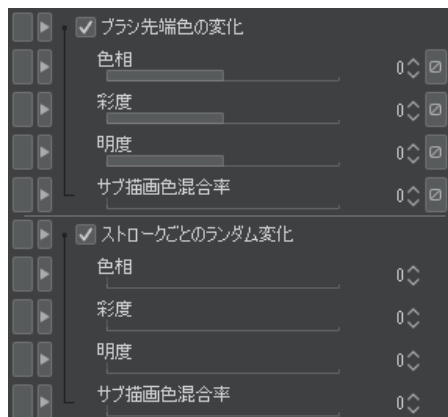 ブラシ先端色の変化
色相 0
彩度 0
明度 0
サブ描画色混合率 0
ストロークごとのランダム変化
色相 0
彩度 0
明度 0
サブ描画色混合率 0